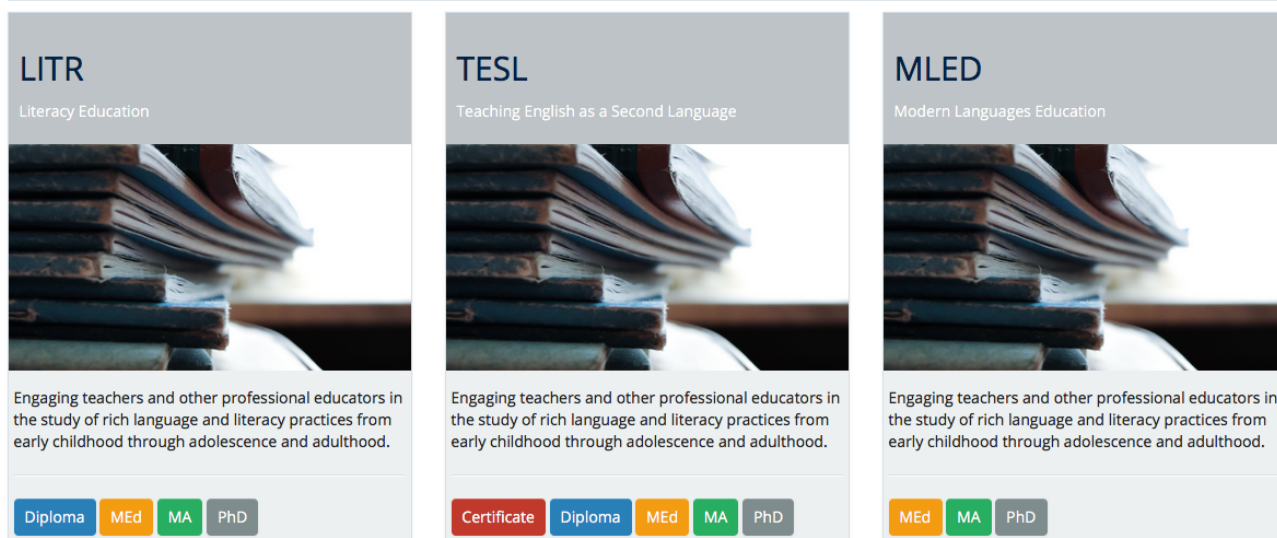 LITR
Literacy Education
Engaging teachers and other professional educators in
the study of rich language and literacy practices from
early childhood through adolescence and adulthood.
Diploma MEd MA PhD
TESL
Teaching English as a Second Language
Engaging teachers and other professional educators in
the study of rich language and literacy practices from
early childhood through adolescence and adulthood.
Certificate Diploma MEd MA PhD
MLED
Modern Languages Education
Engaging teachers and other professional educators in
the study of rich language and literacy practices from
early childhood through adolescence and adulthood.
MEd MA PhD